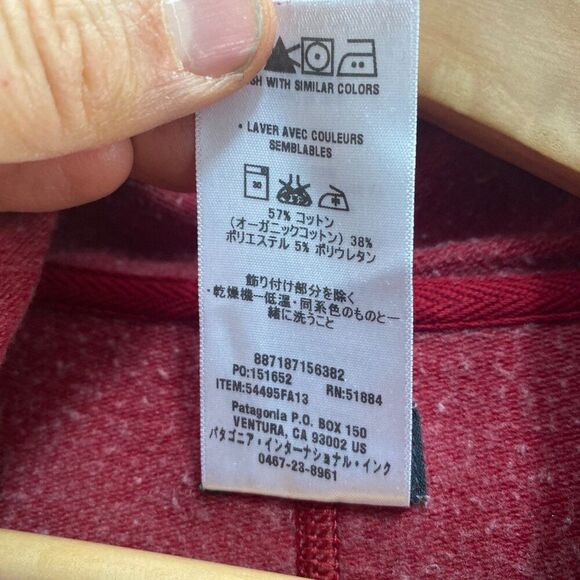 WITH SIMILAR COLORS
• LAVER AVEC COULEURS
SEMBLABLES
30
57% コットン
(オーガニックコットン) 38%
ポリエステル 5% ポリウレタン
飾り付け部分を除く
・乾燥機ー低温・同系色のものと一
緒に洗うこと
887187156382
PO:151652 RN:51884
ITEM:54495FA13
Patagonia P.O. BOX 150
VENTURA, CA 93002 US
パタゴニア・インターナショナル・インク
0467-23-8961